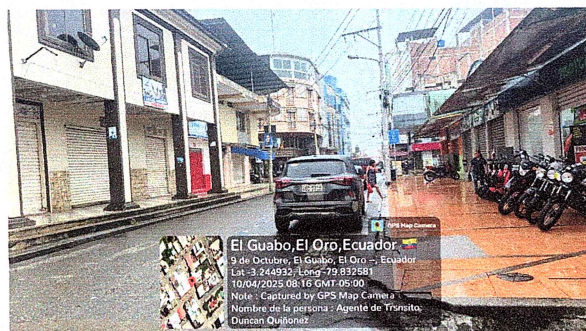 GPS Map Camera
El Guabo,El Oro,Ecuador
9 de Octubre, El Guabo, El Oro –, Ecuador
Lat -3.244932, Long -79.832581
10/04/2025 08:16 GMT-05:00
Note : Captured by GPS Map Camera
Nombre de la persona : Agente de Trsnsito,
Duncan Quiñonez